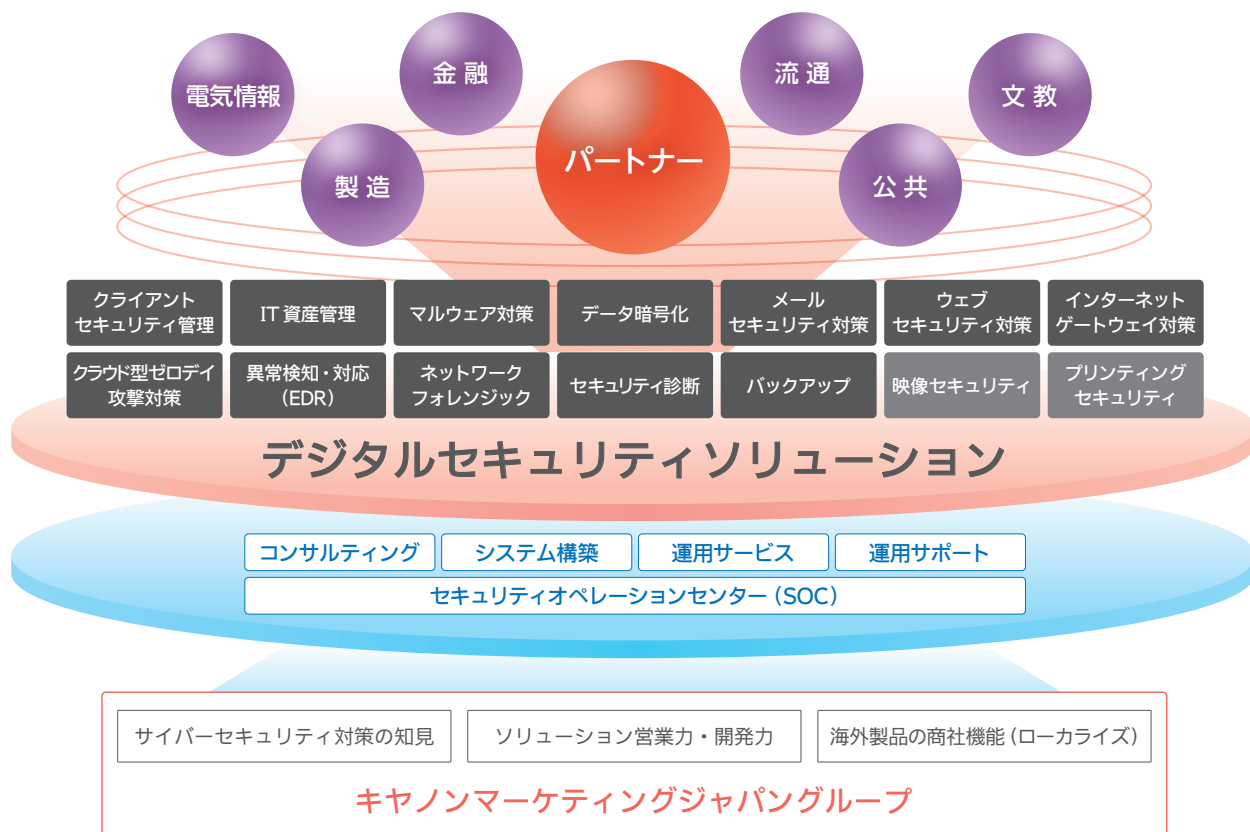 電気情報
金融
流通
文教
製造
パートナー
公共
クライアント
セキュリティ管理
IT 資産管理
マルウェア対策
データ暗号化
メール
セキュリティ対策
ウェブ
セキュリティ対策
インターネット
ゲートウェイ対策
クラウド型ゼロデイ
攻撃対策
異常検知・対応
（EDR）
ネットワーク
フォレンジック
セキュリティ診断
バックアップ
映像セキュリティ
プリンティング
セキュリティ
デジタルセキュリティソリューション
コンサルティング
システム構築
運用サービス
運用サポート
セキュリティオペレーションセンター（SOC）
サイバーセキュリティ対策の知見
ソリューション営業力・開発力
海外製品の商社機能（ローカライズ）
キヤノンマーケティングジャパングループ